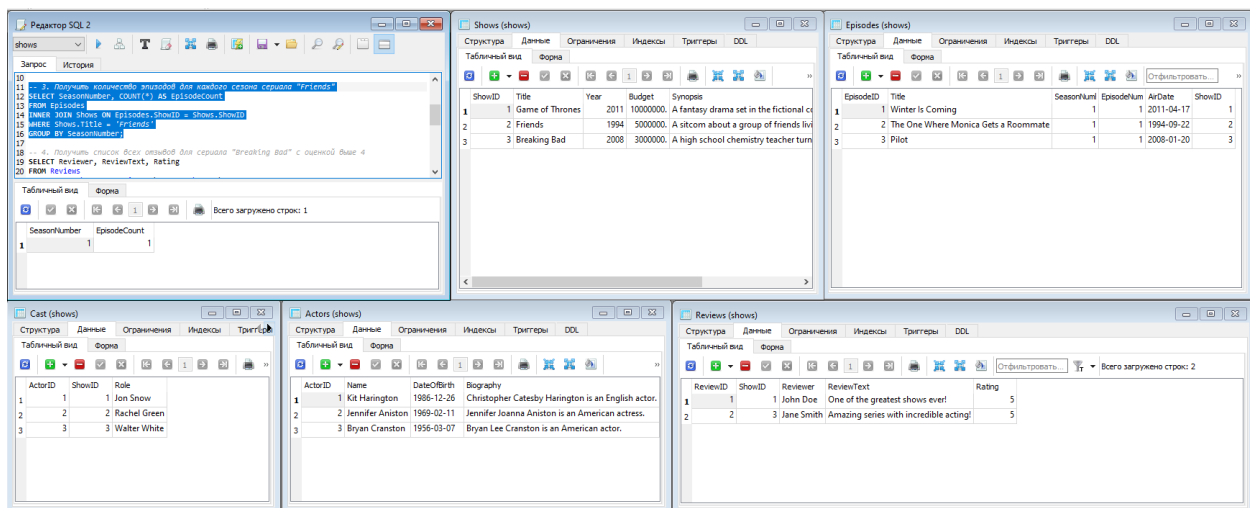 Редактор SQL 2
shows
Запрос История
10
11 -- 3. Получить количество эпизодов для каждого сезона сериала "Friends"
12 SELECT SeasonNumber, COUNT(*) AS EpisodeCount
13 FROM Episodes
14 INNER JOIN Shows ON Episodes.ShowID = Shows.ShowID
15 WHERE Shows.Title = 'Friends'
16 GROUP BY SeasonNumber;
17
18 -- 4. Получить список всех отзывов для сериала "Breaking Bad" с оценкой выше 4
19 SELECT Reviewer, ReviewText, Rating
20 FROM Reviews
Табличный вид Форма
1 Всего загружено строк: 1
SeasonNumber EpisodeCount
1 1 1
Shows (shows)
Структура Данные Ограничения Индексы Триггеры DDL
Табличный вид Форма
1 »
ShowID Title Year Budget Synopsis
1 1 Game of Thrones 2011 10000000. A fantasy drama set in the fictional co
2 2 Friends 1994 5000000. A sitcom about a group of friends livi
3 3 Breaking Bad 2008 3000000. A high school chemistry teacher turn
Episodes (shows)
Структура Данные Ограничения Индексы Триггеры DDL
Табличный вид Форма
1 Отфильтровать... »
EpisodeID Title SeasonNuml EpisodeNum AirDate ShowID
1 1 Winter Is Coming 1 1 2011-04-17 1
2 2 The One Where Monica Gets a Roommate 1 1 1994-09-22 2
3 3 Pilot 1 1 2008-01-20 3
Cast (shows)
Структура Данные Ограничения Индексы
Табличный вид Форма
1 »
ActorID ShowID Role
1 1 1 Jon Snow
2 2 2 Rachel Green
3 3 3 Walter White
Actors (shows)
Структура Данные Ограничения Индексы Триггеры DDL
Табличный вид Форма
1 »
ActorID Name DateOfBirth Biography
1 1 Kit Harington 1986-12-26 Christopher Catesby Harington is an English actor.
2 2 Jennifer Aniston 1969-02-11 Jennifer Joanna Aniston is an American actress.
3 3 Bryan Cranston 1956-03-07 Bryan Lee Cranston is an American actor.
Reviews (shows)
Структура Данные Ограничения Индексы Триггеры DDL
Табличный вид Форма
1 Отфильтровать... Всего загружено строк: 2
ReviewID ShowID Reviewer ReviewText Rating
1 1 1 John Doe One of the greatest shows ever! 5
2 2 3 Jane Smith Amazing series with incredible acting! 5